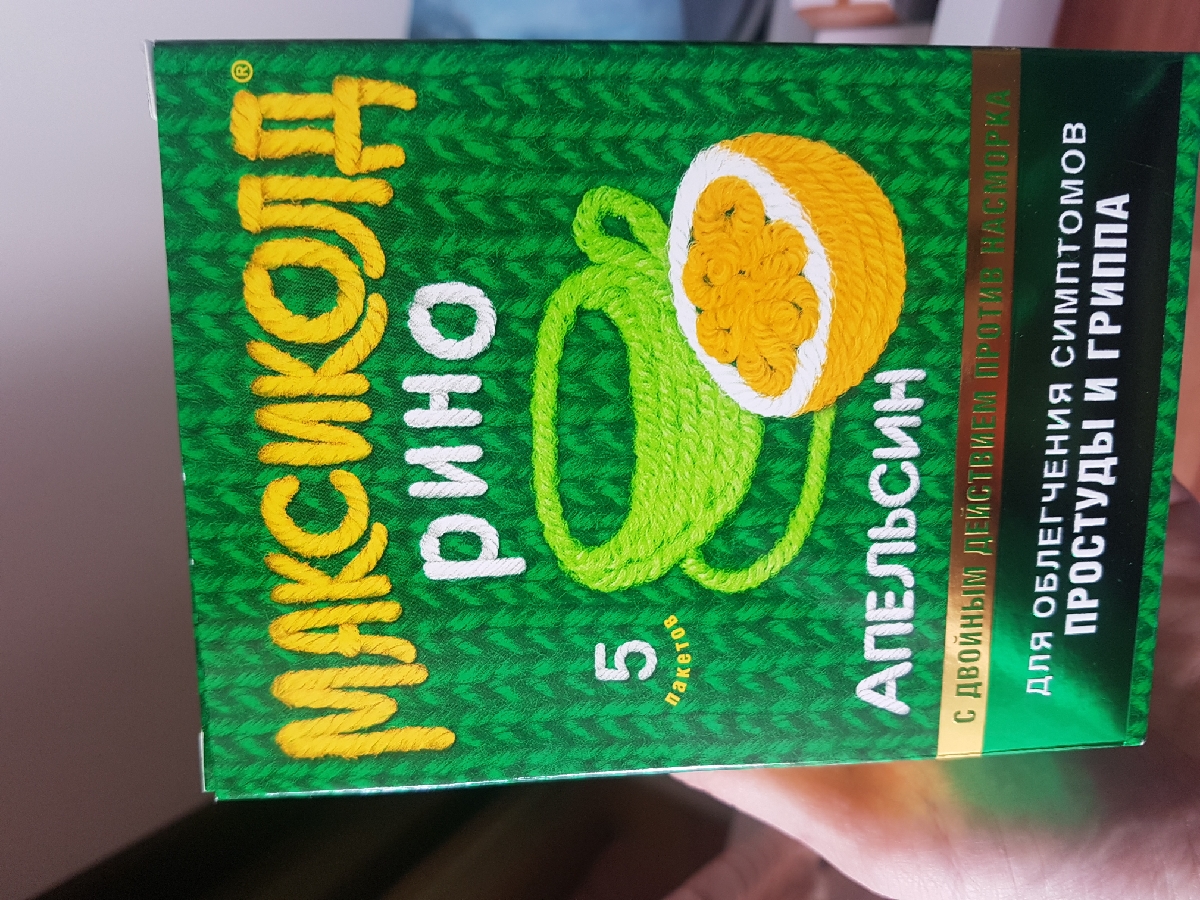 МАКСИКОЛД®
рино
5
пакетов
АПЕЛЬСИН
С ДВОЙНЫМ ДЕЙСТВИЕМ ПРОТИВ НАСМОРКА
ДЛЯ ОБЛЕГЧЕНИЯ СИМПТОМОВ
ПРОСТУДЫ И ГРИППА